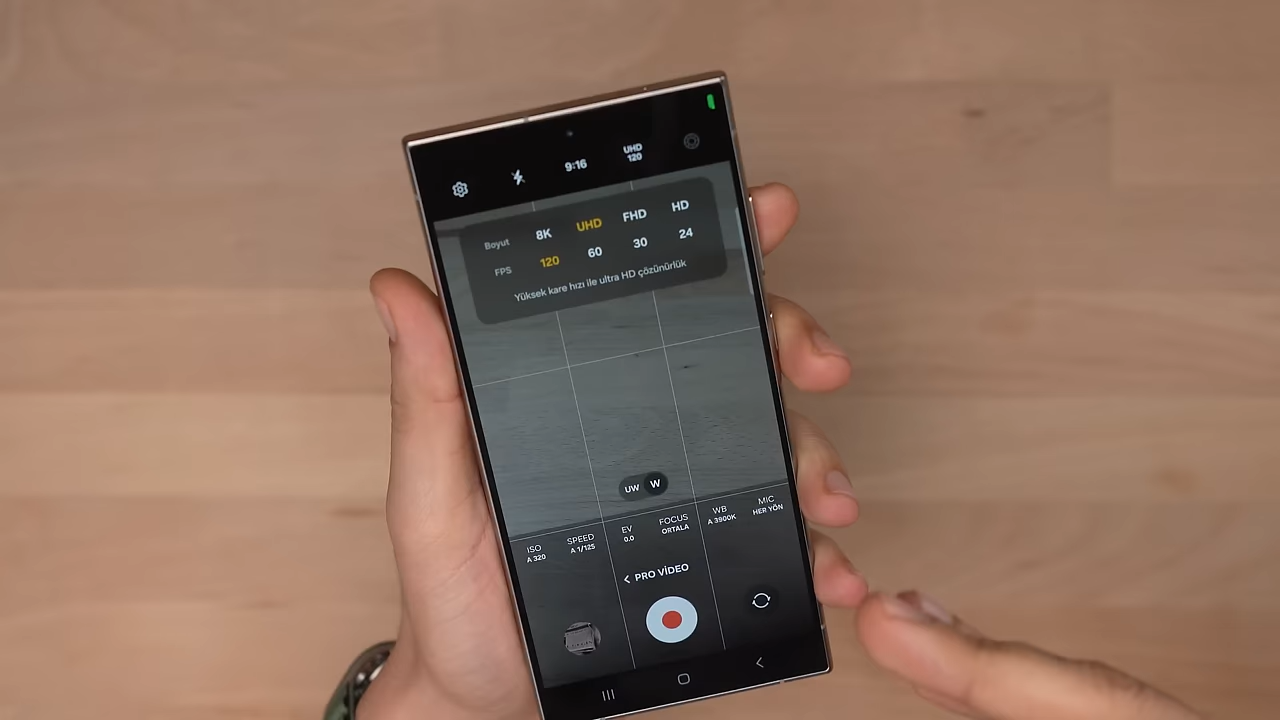 9:16
UHD
120
Boyut 8K UHD FHD HD
FPS 120 60 30 24
Yüksek kare hızı ile ultra HD çözünürlük
UW W
ISO SPEED EV FOCUS WB MIC
A 320 A 1/125 0.0 ORTALA A 3900K HER YÖN
PRO VİDEO